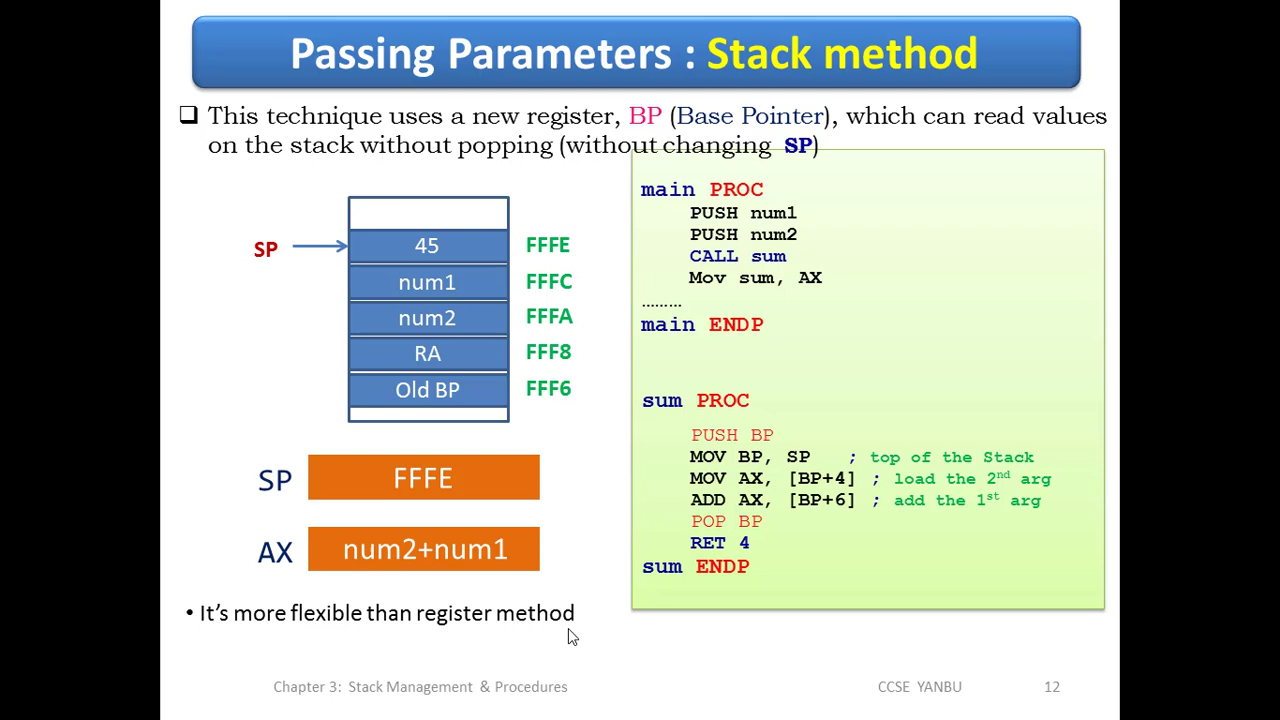 Passing Parameters : Stack method
❑ This technique uses a new register, BP (Base Pointer), which can read values
on the stack without popping (without changing SP)
SP
45 FFFE
num1 FFFC
num2 FFFA
RA FFF8
Old BP FFF6
SP FFFE
AX num2+num1
• It's more flexible than register method
main PROC
PUSH num1
PUSH num2
CALL sum
Mov sum, AX
………
main ENDP
sum PROC
PUSH BP
MOV BP, SP ; top of the Stack
MOV AX, [BP+4] ; load the 2nd arg
ADD AX, [BP+6] ; add the 1st arg
POP BP
RET 4
sum ENDP
Chapter 3: Stack Management & Procedures
CCSE YANBU
12